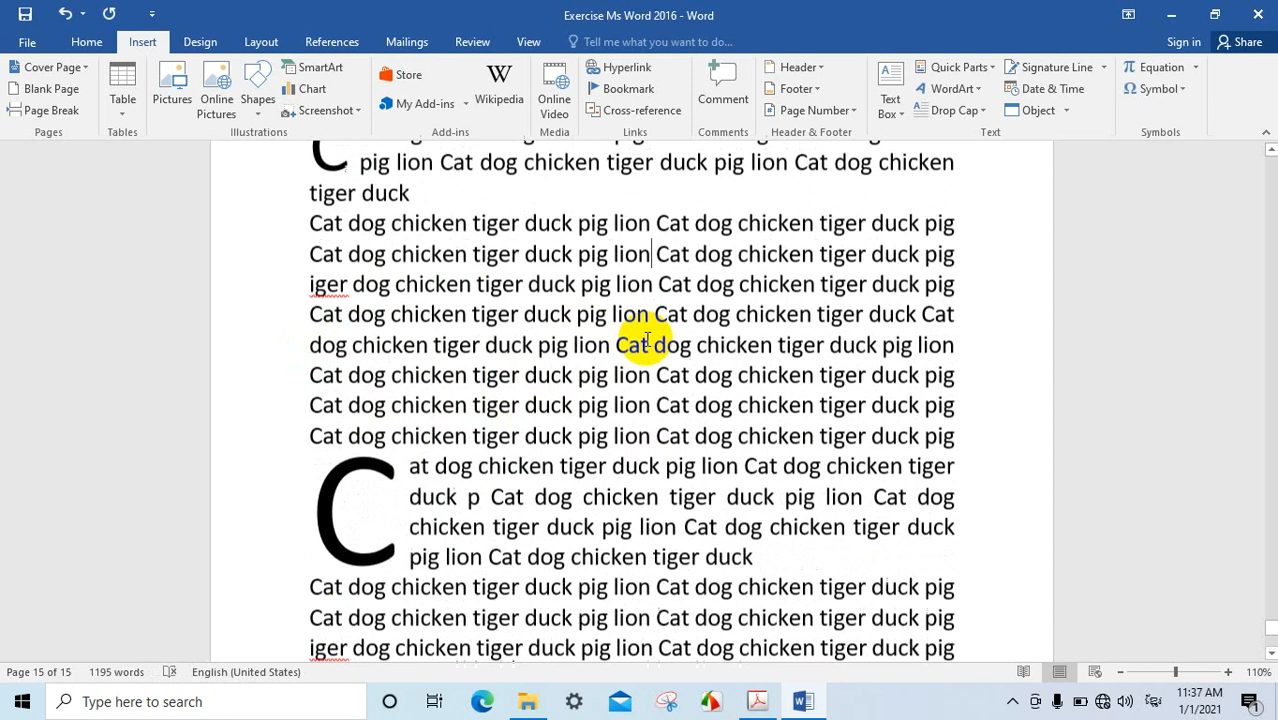 Exercise Ms Word 2016 - Word
File Home Insert Design Layout References Mailings Review View Tell me what you want to do... Sign in Share
Cover Page
Blank Page
Page Break
Pages
Table
Tables
Pictures
Online Pictures
Shapes
SmartArt
Chart
Screenshot
Illustrations
Store
My Add-ins
Wikipedia
Add-ins
Online Video
Media
Hyperlink
Bookmark
Cross-reference
Links
Comment
Comments
Header
Footer
Page Number
Header & Footer
Text Box
Quick Parts
WordArt
Drop Cap
Signature Line
Date & Time
Object
Text
Equation
Symbol
Symbols
C pig lion Cat dog chicken tiger duck pig lion Cat dog chicken
tiger duck
Cat dog chicken tiger duck pig lion Cat dog chicken tiger duck pig
Cat dog chicken tiger duck pig lion Cat dog chicken tiger duck pig
iger dog chicken tiger duck pig lion Cat dog chicken tiger duck pig
Cat dog chicken tiger duck pig lion Cat dog chicken tiger duck Cat
dog chicken tiger duck pig lion Cat dog chicken tiger duck pig lion
Cat dog chicken tiger duck pig lion Cat dog chicken tiger duck pig
Cat dog chicken tiger duck pig lion Cat dog chicken tiger duck pig
Cat dog chicken tiger duck pig lion Cat dog chicken tiger duck pig
Cat dog chicken tiger duck pig lion Cat dog chicken tiger
duck p Cat dog chicken tiger duck pig lion Cat dog
chicken tiger duck pig lion Cat dog chicken tiger duck
pig lion Cat dog chicken tiger duck
Cat dog chicken tiger duck pig lion Cat dog chicken tiger duck pig
Cat dog chicken tiger duck pig lion Cat dog chicken tiger duck pig
iger dog chicken tiger duck pig lion Cat dog chicken tiger duck pig
Page 15 of 15 1195 words English (United States) 110%
Type here to search
11:37 AM
1/1/2021